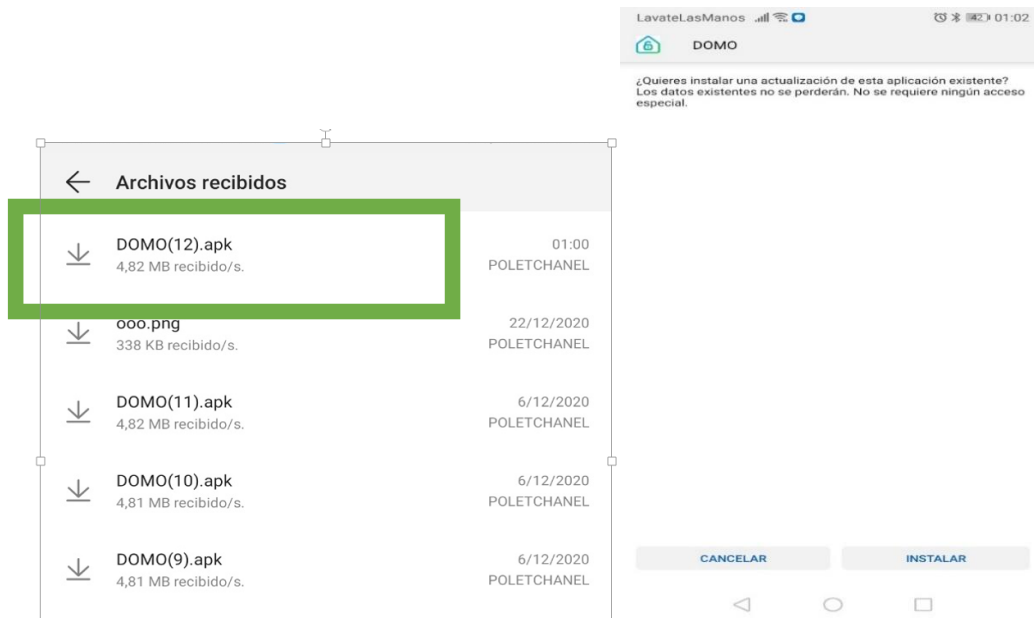 Archivos recibidos
DOMO(12).apk 01:00
4,82 MB recibido/s. POLETCHANEL
ooo.png 22/12/2020
338 KB recibido/s. POLETCHANEL
DOMO(11).apk 6/12/2020
4,82 MB recibido/s. POLETCHANEL
DOMO(10).apk 6/12/2020
4,81 MB recibido/s. POLETCHANEL
DOMO(9).apk 6/12/2020
4,81 MB recibido/s. POLETCHANEL
LavateLasManos 42 01:02
DOMO
¿Quieres instalar una actualización de esta aplicación existente?
Los datos existentes no se perderán. No se requiere ningún acceso
especial.
CANCELAR INSTALAR